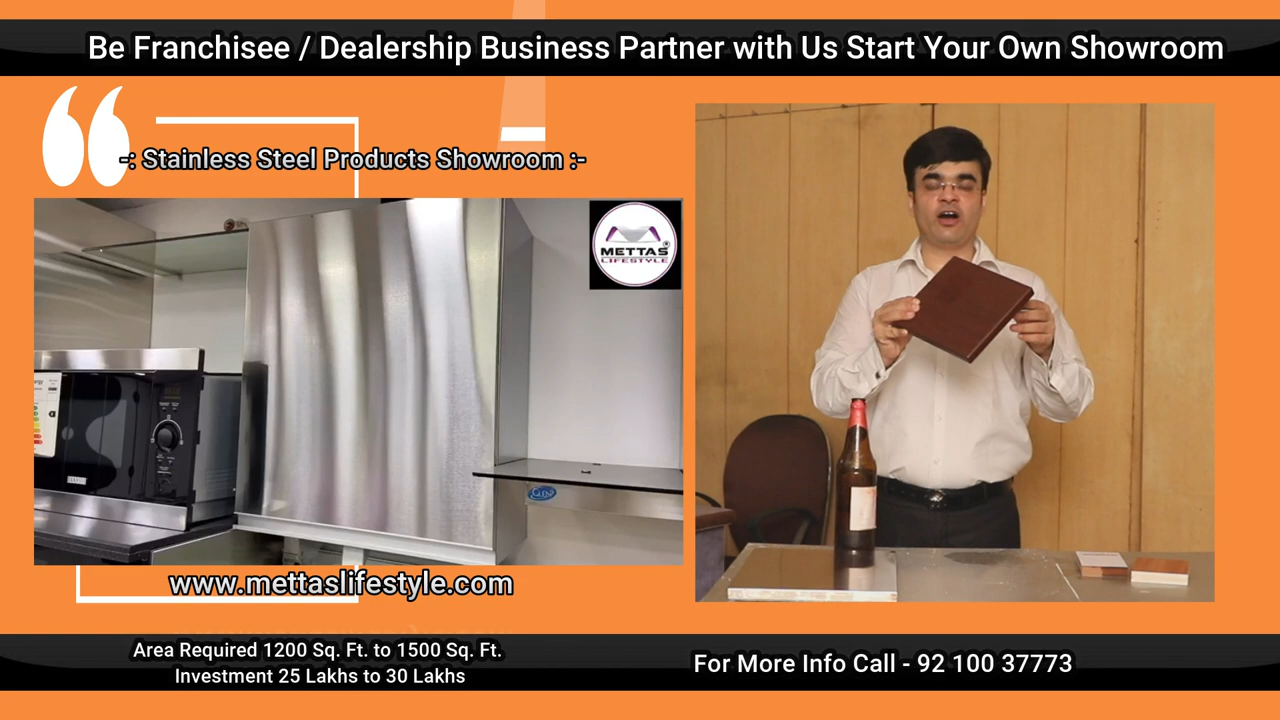 Be Franchisee / Dealership Business Partner with Us Start Your Own Showroom
-: Stainless Steel Products Showroom :-
METTAS
LIFESTYLE
GLEN
www.mettaslifestyle.com
Area Required 1200 Sq. Ft. to 1500 Sq. Ft.
Investment 25 Lakhs to 30 Lakhs
For More Info Call - 92 100 37773